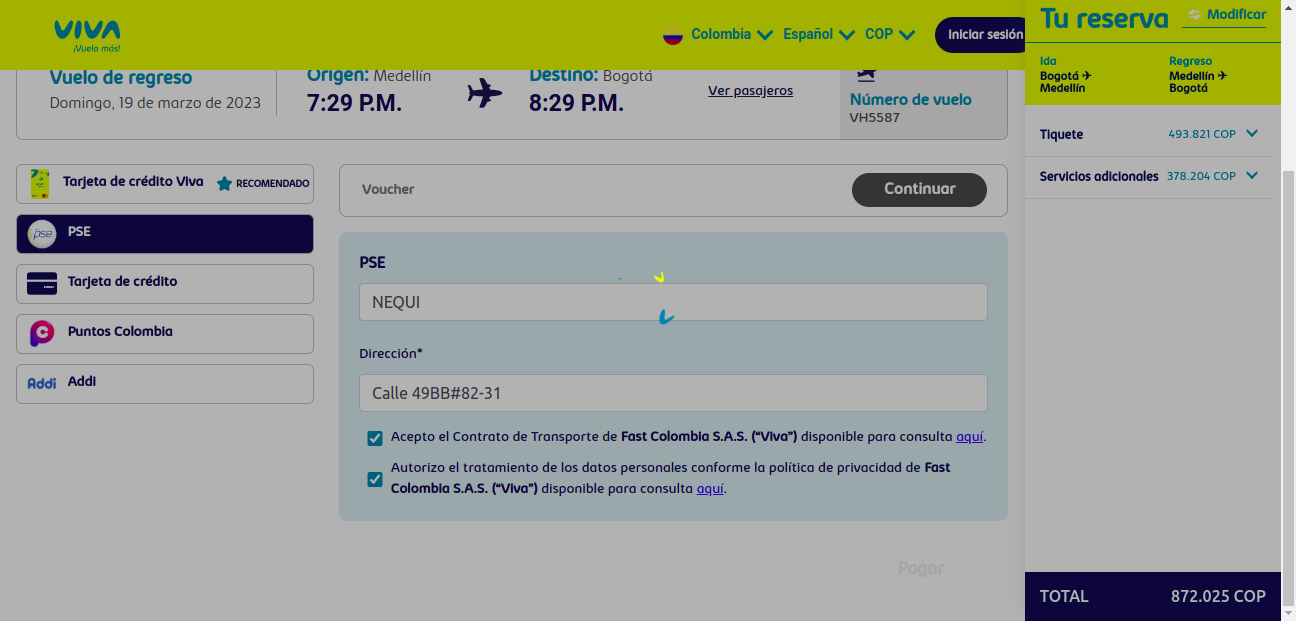 VIVA
¡Vuela más!
Colombia
Español
COP
Iniciar sesión
Tu reserva
Modificar
Ida
Bogotá ✈
Medellín
Regreso
Medellín ✈
Bogotá
Tiquete
493.821 COP
Servicios adicionales
378.204 COP
TOTAL
872.025 COP
Vuelo de regreso
Domingo, 19 de marzo de 2023
Origen: Medellín
7:29 P.M.
Destino: Bogotá
8:29 P.M.
Ver pasajeros
Número de vuelo
VH5587
Tarjeta de crédito Viva
RECOMENDADO
pse
PSE
Tarjeta de crédito
Puntos Colombia
Addi
Addi
Voucher
Continuar
PSE
NEQUI
Dirección*
Calle 49BB#82-31
Acepto el Contrato de Transporte de Fast Colombia S.A.S. (“Viva”) disponible para consulta aquí.
Autorizo el tratamiento de los datos personales conforme la política de privacidad de Fast
Colombia S.A.S. (“Viva”) disponible para consulta aquí.
Pagar